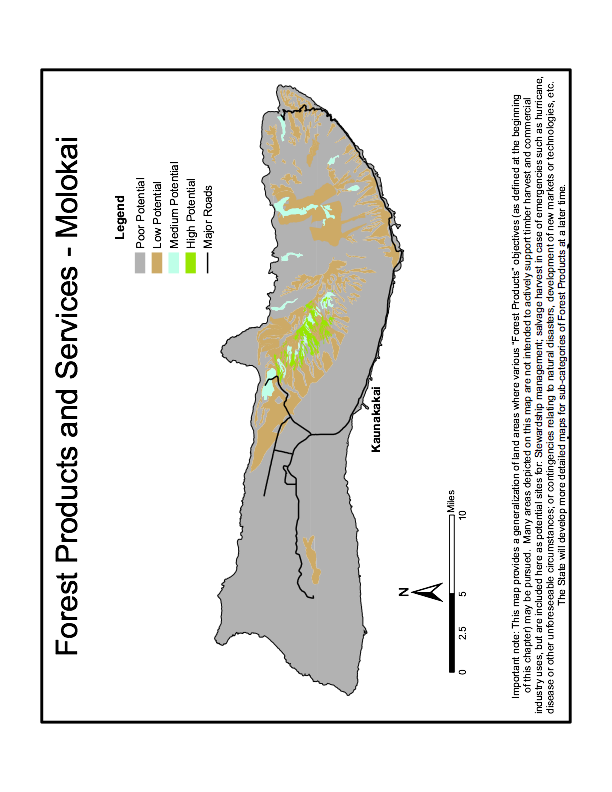 Forest Products and Services - Molokai
Legend
Poor Potential
Low Potential
Medium Potential
High Potential
Major Roads
Kaunakakai
N
Miles
0 2.5 5 10
Important note: This map provides a generalization of land areas where various "Forest Products" objectives (as defined at the beginning
of this chapter) may be pursued. Many areas depicted on this map are not intended to actively support timber harvest and commercial
industry uses, but are included here as potential sites for: Stewardship management; salvage harvest in case of emergencies such as hurricane,
disease or other unforeseeable circumstances; or contingencies relating to natural disasters, development of new markets or technologies, etc.
The State will develop more detailed maps for sub-categories of Forest Products at a later time.